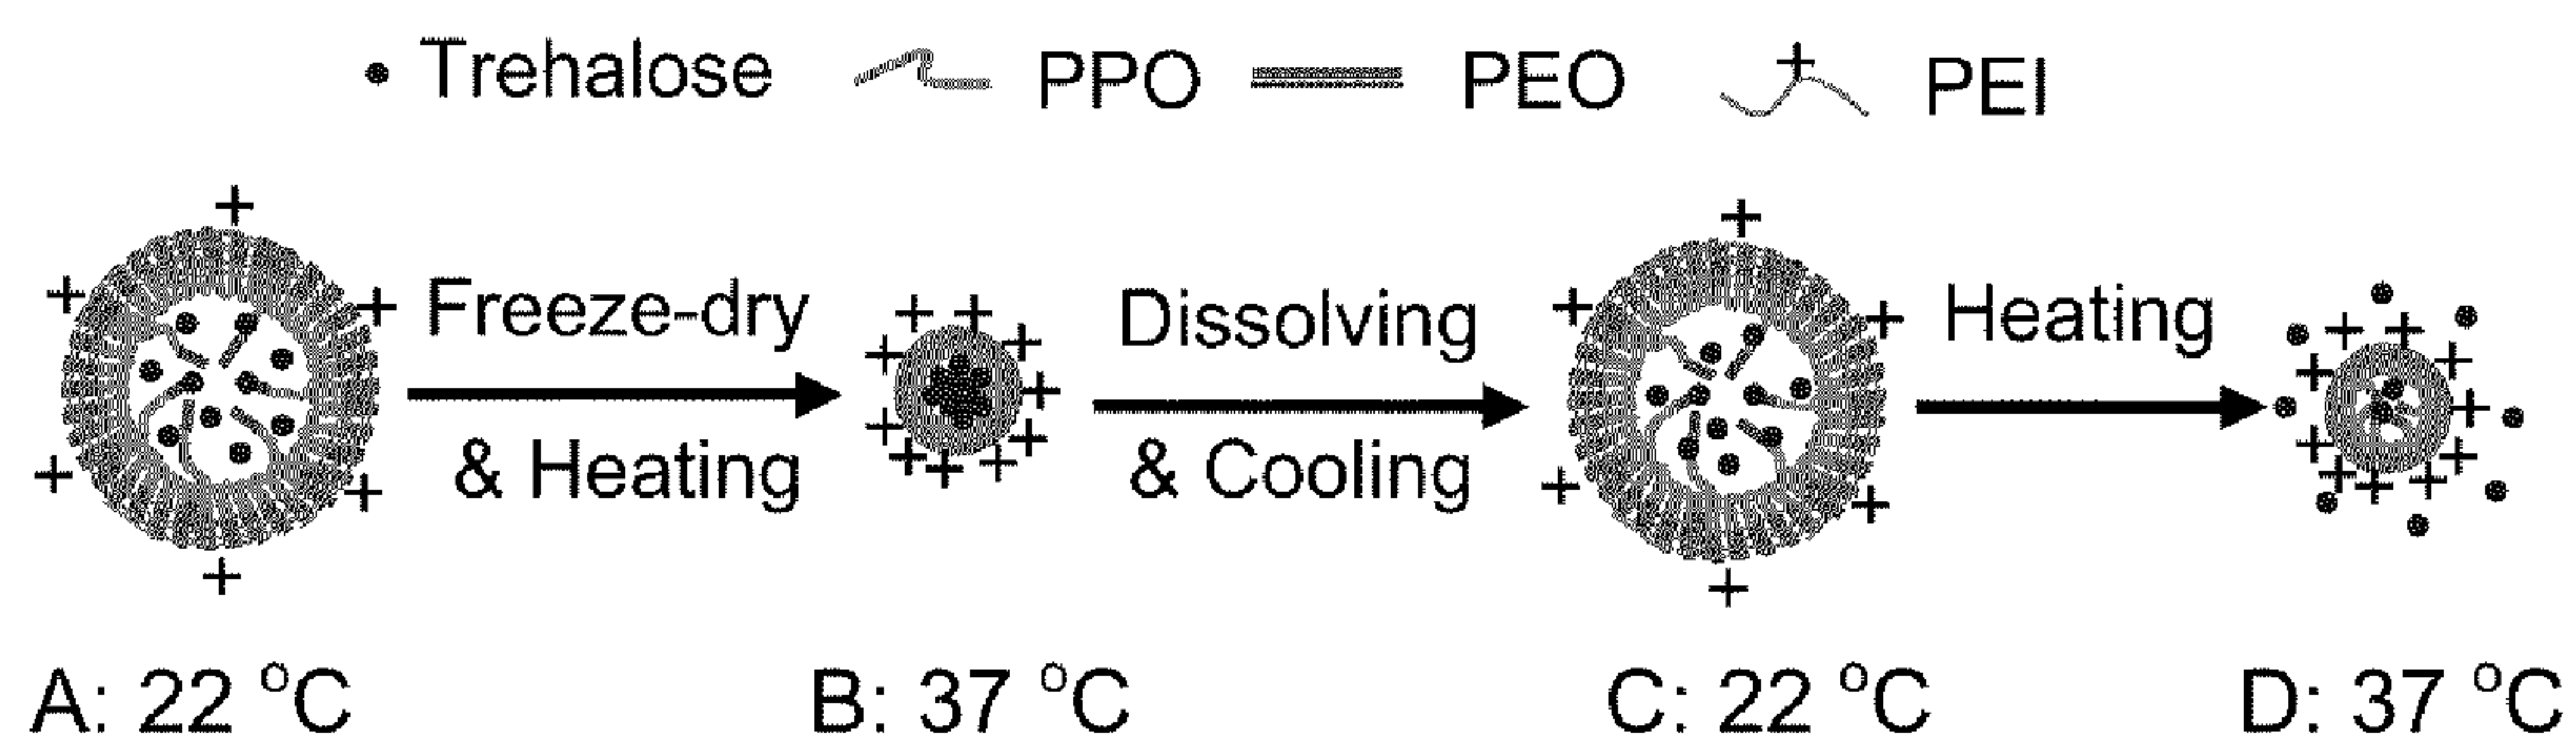 Trehalose PPO PEO PEI
Freeze-dry
& Heating
Dissolving
& Cooling
Heating
A: 22 °C B: 37 °C C: 22 °C D: 37 °C